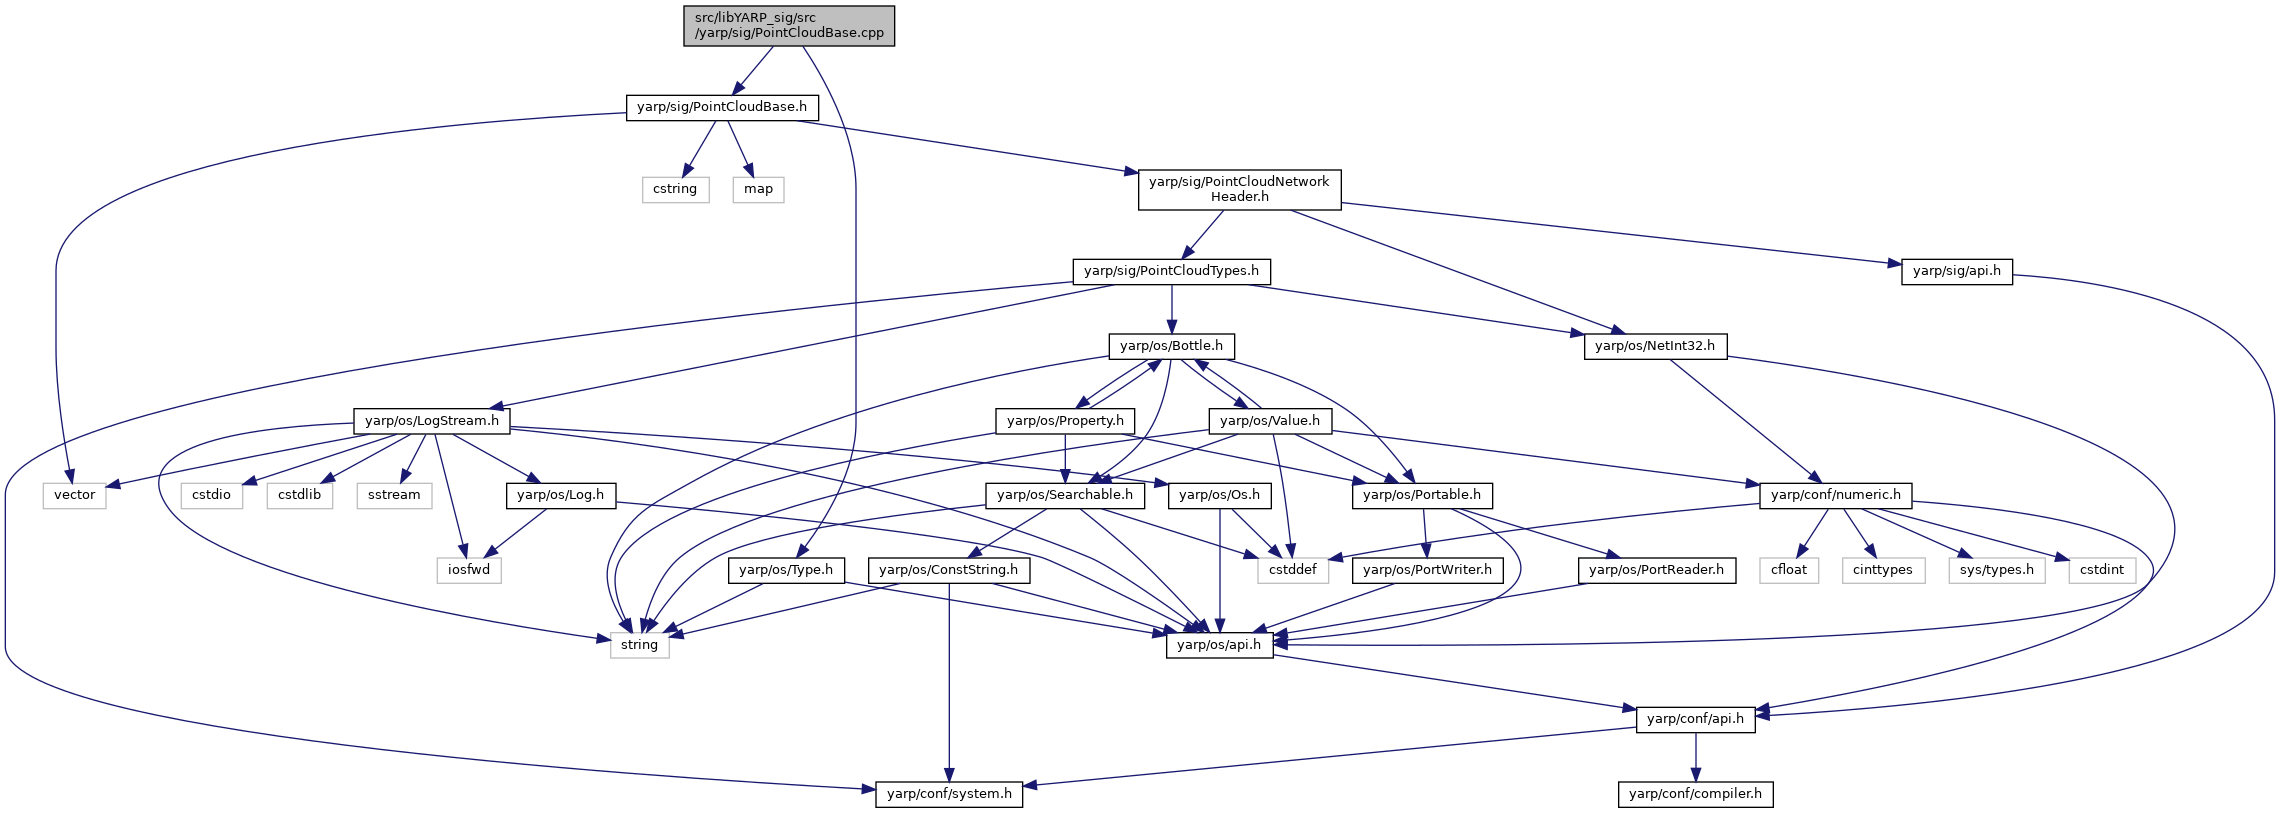 src/libYARP_sig/src
/yarp/sig/PointCloudBase.cpp
yarp/sig/PointCloudBase.h
cstring
map
yarp/sig/PointCloudNetwork
Header.h
yarp/sig/PointCloudTypes.h
yarp/sig/api.h
yarp/os/Bottle.h
yarp/os/NetInt32.h
yarp/os/LogStream.h
yarp/os/Property.h
yarp/os/Value.h
vector
cstdio
cstdlib
sstream
yarp/os/Log.h
yarp/os/Searchable.h
yarp/os/Os.h
yarp/os/Portable.h
yarp/conf/numeric.h
iosfwd
yarp/os/Type.h
yarp/os/ConstString.h
cstddef
yarp/os/PortWriter.h
yarp/os/PortReader.h
cfloat
cinttypes
sys/types.h
cstdint
string
yarp/os/api.h
yarp/conf/api.h
yarp/conf/system.h
yarp/conf/compiler.h